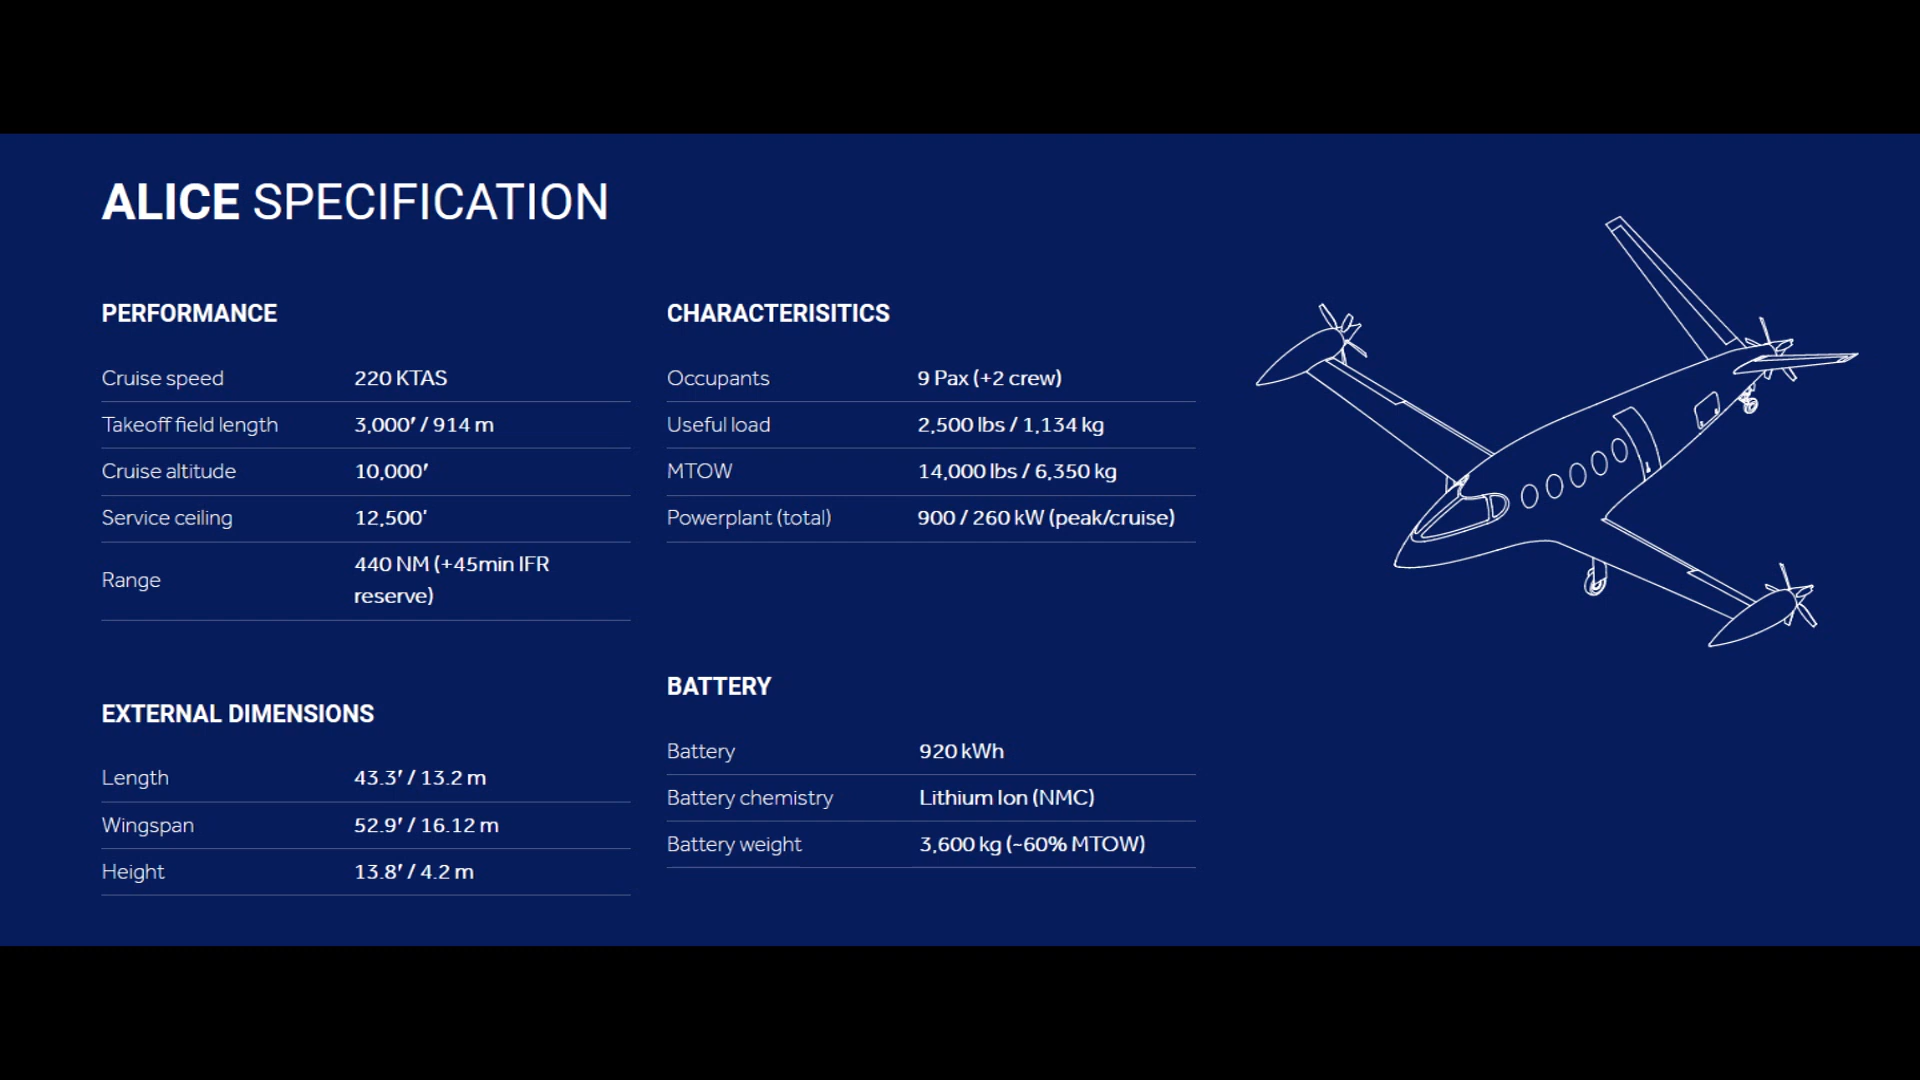 ALICE SPECIFICATION
PERFORMANCE
Cruise speed 220 KTAS
Takeoff field length 3,000′ / 914 m
Cruise altitude 10,000′
Service ceiling 12,500'
Range 440 NM (+45min IFR
reserve)
EXTERNAL DIMENSIONS
Length 43.3′ / 13.2 m
Wingspan 52.9′ / 16.12 m
Height 13.8′ / 4.2 m
CHARACTERISITICS
Occupants 9 Pax (+2 crew)
Useful load 2,500 lbs / 1,134 kg
MTOW 14,000 lbs / 6,350 kg
Powerplant (total) 900 / 260 kW (peak/cruise)
BATTERY
Battery 920 kWh
Battery chemistry Lithium Ion (NMC)
Battery weight 3,600 kg (~60% MTOW)